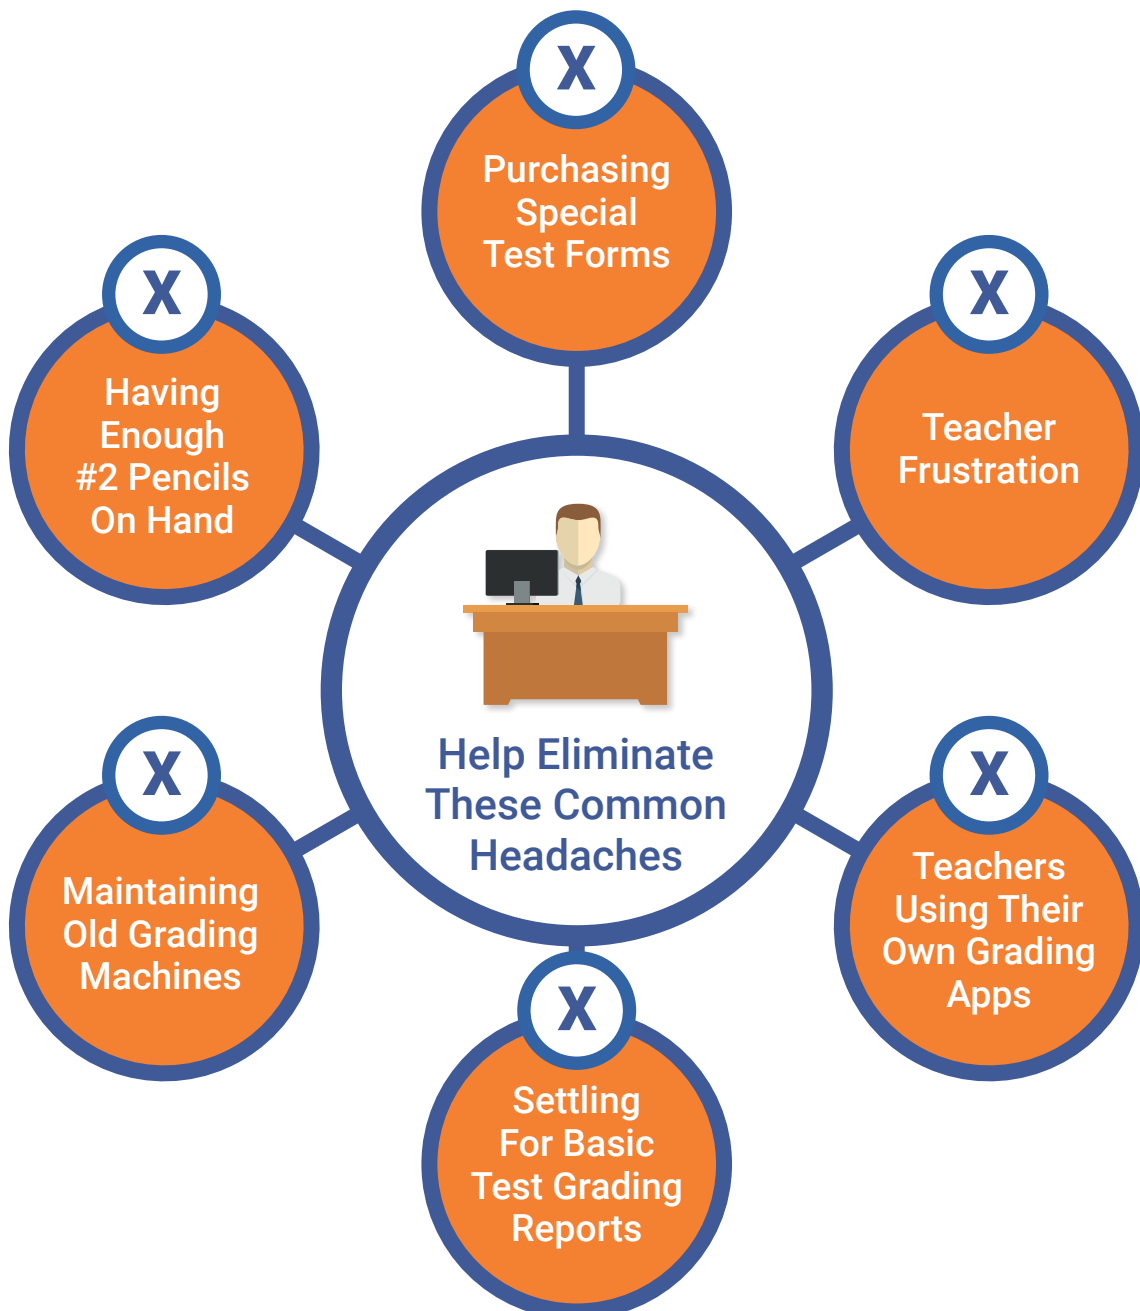 X
Purchasing
Special
Test Forms
X
Having
Enough
#2 Pencils
On Hand
X
Teacher
Frustration
Help Eliminate
These Common
Headaches
X
Maintaining
Old Grading
Machines
X
Teachers
Using Their
Own Grading
Apps
X
Settling
For Basic
Test Grading
Reports